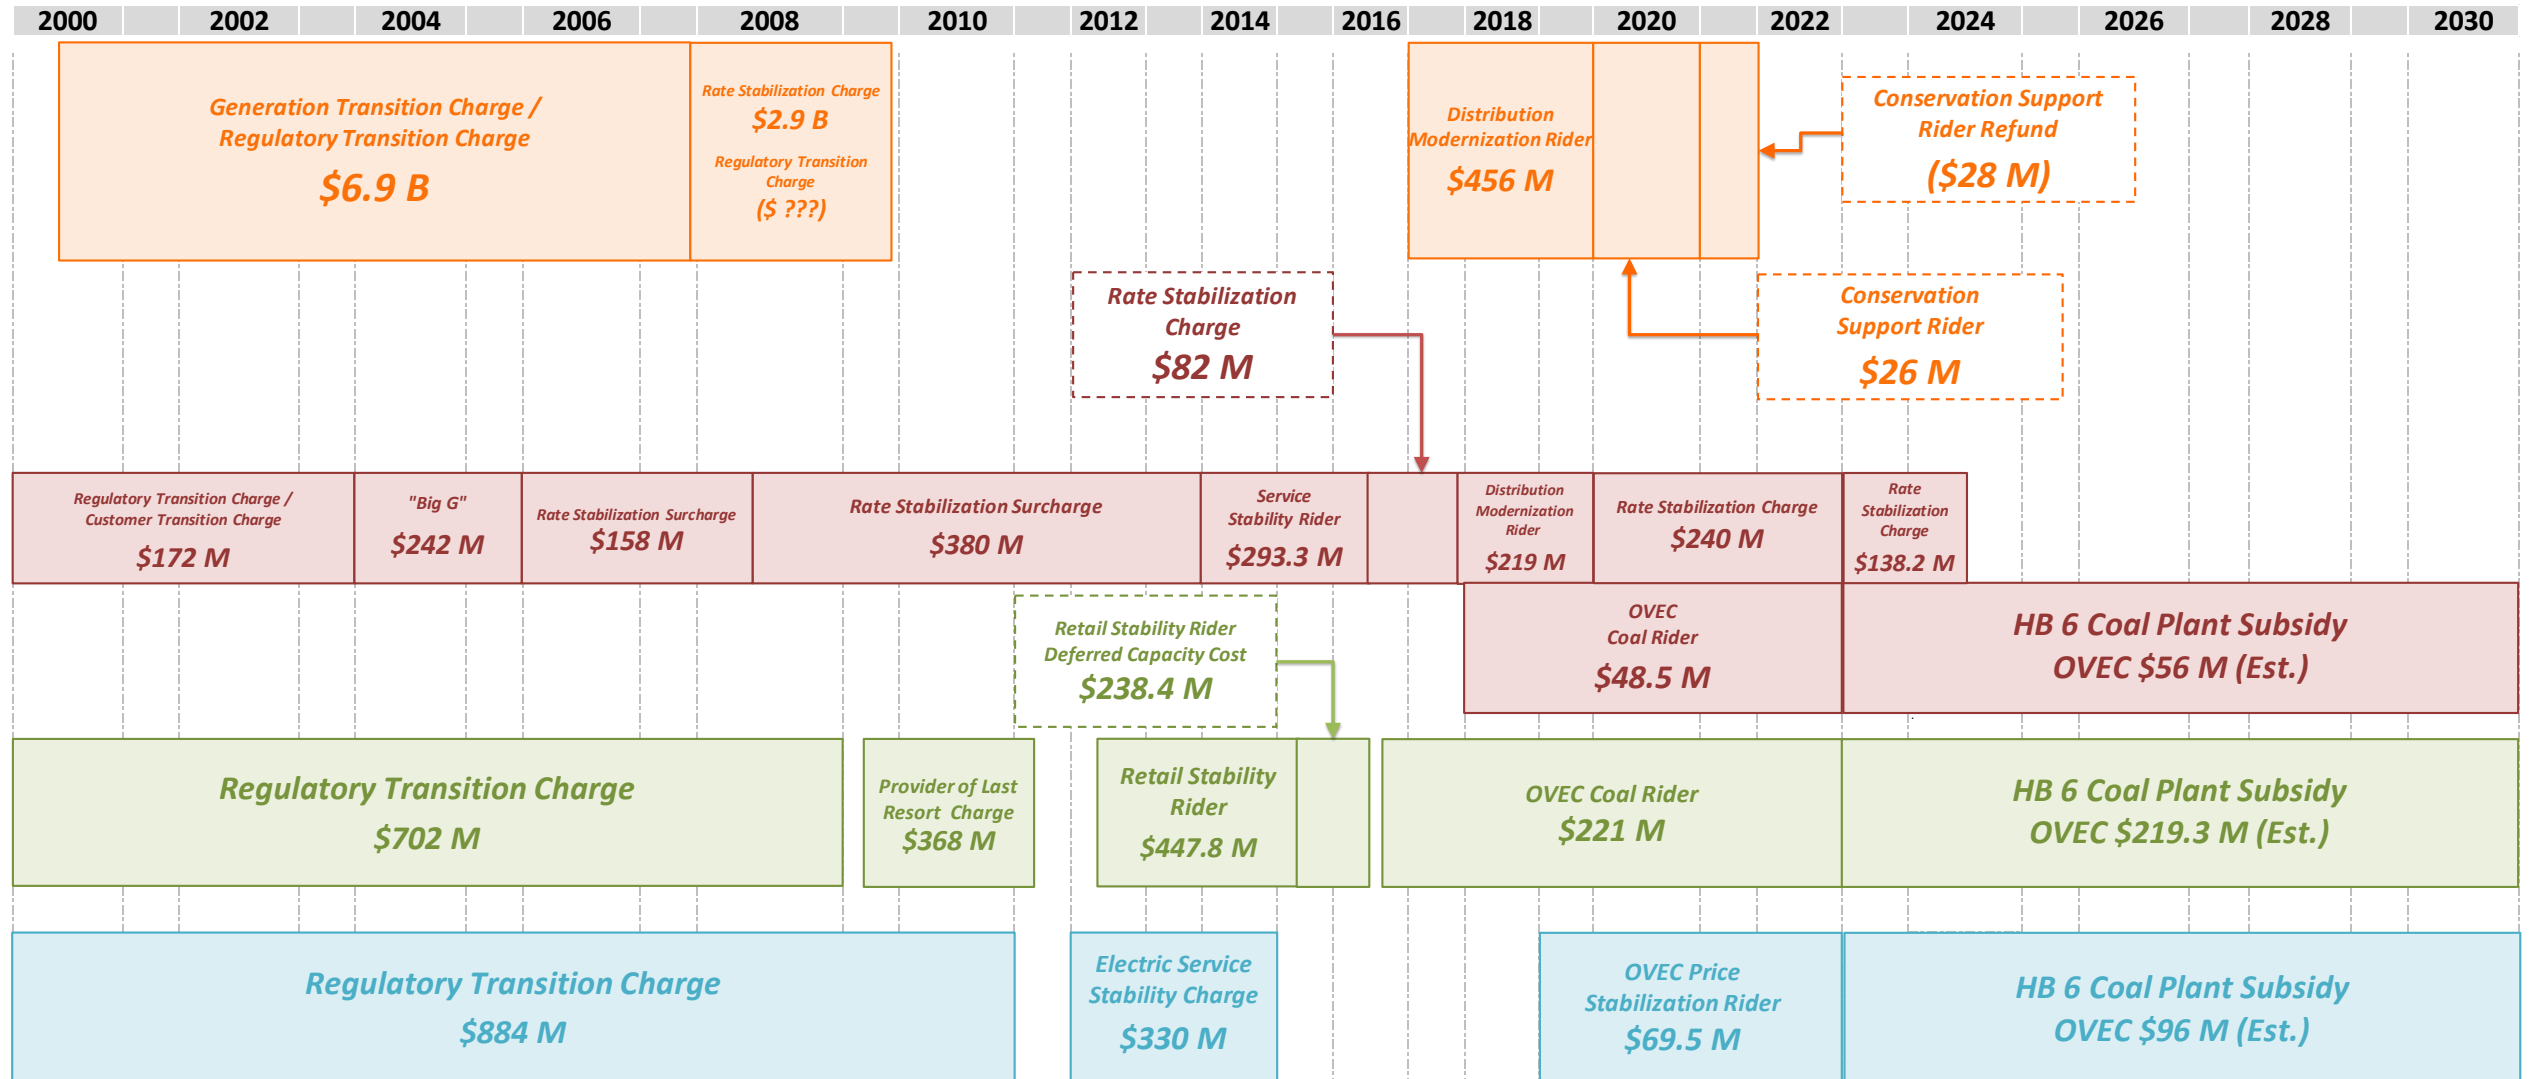 2000 2002 2004 2006 2008 2010 2012 2014 2016 2018 2020 2022 2024 2026 2028 2030
Generation Transition Charge /
Regulatory Transition Charge
$6.9 B
Rate Stabilization Charge
$2.9 B
Regulatory Transition
Charge
($ ???)
Distribution
Modernization Rider
$456 M
Conservation Support
Rider Refund
($28 M)
Rate Stabilization
Charge
$82 M
Conservation
Support Rider
$26 M
Regulatory Transition Charge /
Customer Transition Charge
$172 M
"Big G"
$242 M
Rate Stabilization Surcharge
$158 M
Rate Stabilization Surcharge
$380 M
Service
Stability Rider
$293.3 M
Distribution
Modernization
Rider
$219 M
Rate Stabilization Charge
$240 M
Rate
Stabilization
Charge
$138.2 M
OVEC
Coal Rider
$48.5 M
HB 6 Coal Plant Subsidy
OVEC $56 M (Est.)
Retail Stability Rider
Deferred Capacity Cost
$238.4 M
Regulatory Transition Charge
$702 M
Provider of Last
Resort Charge
$368 M
Retail Stability
Rider
$447.8 M
OVEC Coal Rider
$221 M
HB 6 Coal Plant Subsidy
OVEC $219.3 M (Est.)
Regulatory Transition Charge
$884 M
Electric Service
Stability Charge
$330 M
OVEC Price
Stabilization Rider
$69.5 M
HB 6 Coal Plant Subsidy
OVEC $96 M (Est.)